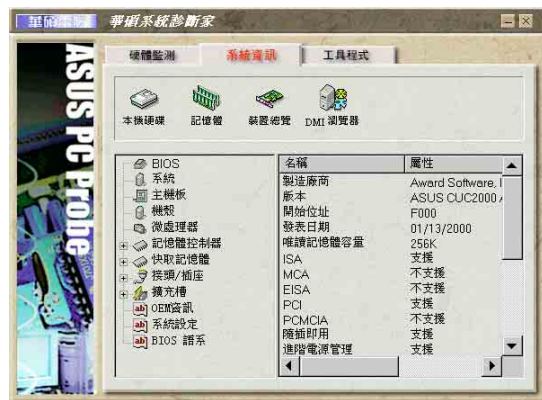 華碩系統診斷家
ASUS PC Probe
硬體監測 系統資訊 工具程式
本機硬碟 記憶體 裝置總覽 DMI 瀏覽器
BIOS
系統
主機板
機殼
微處理器
記憶體控制器
快取記憶體
接頭/插座
擴充槽
OEM資訊
系統設定
BIOS 語系
名稱 屬性
製造廠商 Award Software, I
版本 ASUS CUC2000
開始位址 F000
發表日期 01/13/2000
唯讀記憶體容量 256K
ISA 支援
MCA 不支援
EISA 不支援
PCI 支援
PCMCIA 不支援
隨插即用 支援
進階電源管理 支援